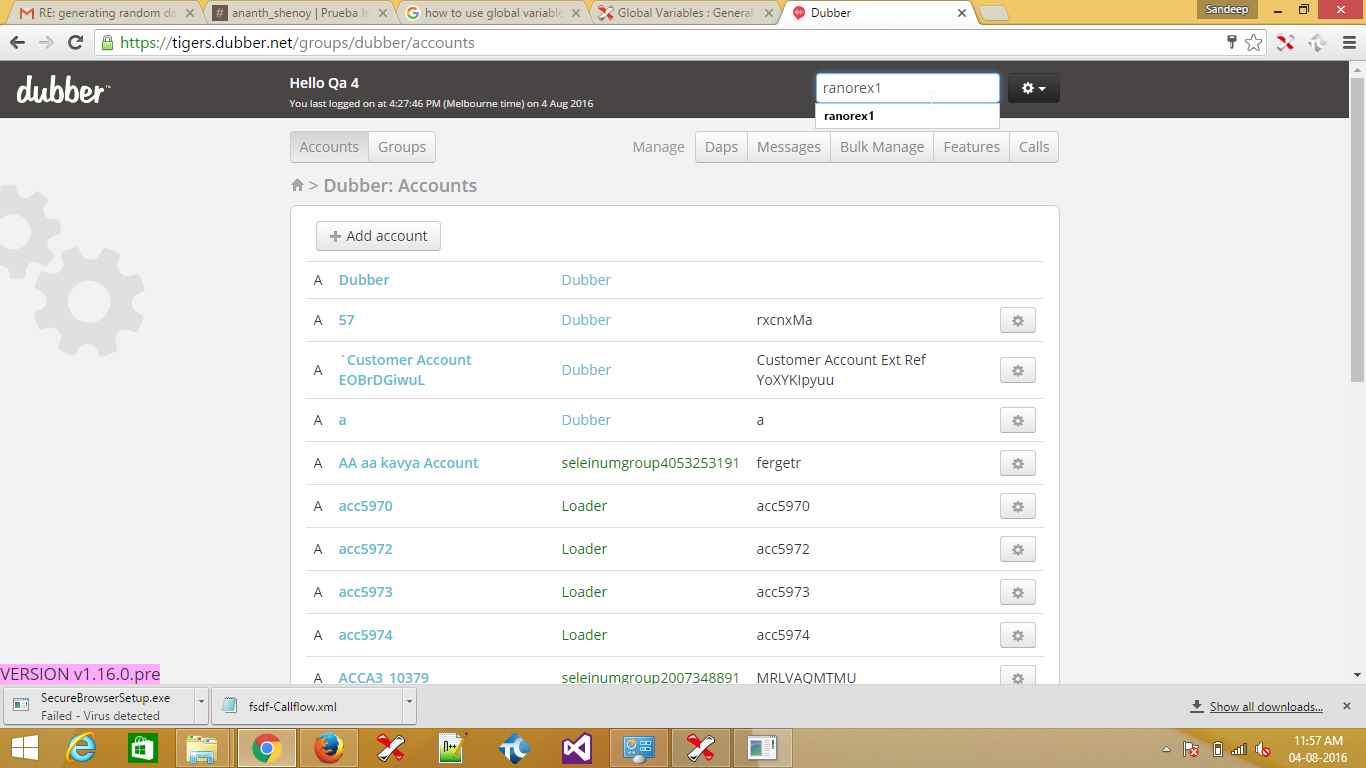 RE: generating random da
ananth_shenoy | Prueba In
how to use global variable
Global Variables : General
Dubber
Sandeep
https://tigers.dubber.net/groups/dubber/accounts
dubber™
Hello Qa 4
You last logged on at 4:27:46 PM (Melbourne time) on 4 Aug 2016
ranorex1
ranorex1
Accounts
Groups
Manage
Daps
Messages
Bulk Manage
Features
Calls
> Dubber: Accounts
Add account
A Dubber Dubber
A 57 Dubber rxcnxMa
A `Customer Account EOBrDGiwuL Dubber Customer Account Ext Ref YoXYKIpyuu
A a Dubber a
A AA aa kavya Account seleinumgroup4053253191 fergetr
A acc5970 Loader acc5970
A acc5972 Loader acc5972
A acc5973 Loader acc5973
A acc5974 Loader acc5974
A ACCA3_10379 seleinumgroup2007348891 MRLVAQMTMU
VERSION v1.16.0.pre
SecureBrowserSetup.exe
Failed - Virus detected
fsdf-Callflow.xml
Show all downloads...
11:57 AM
04-08-2016